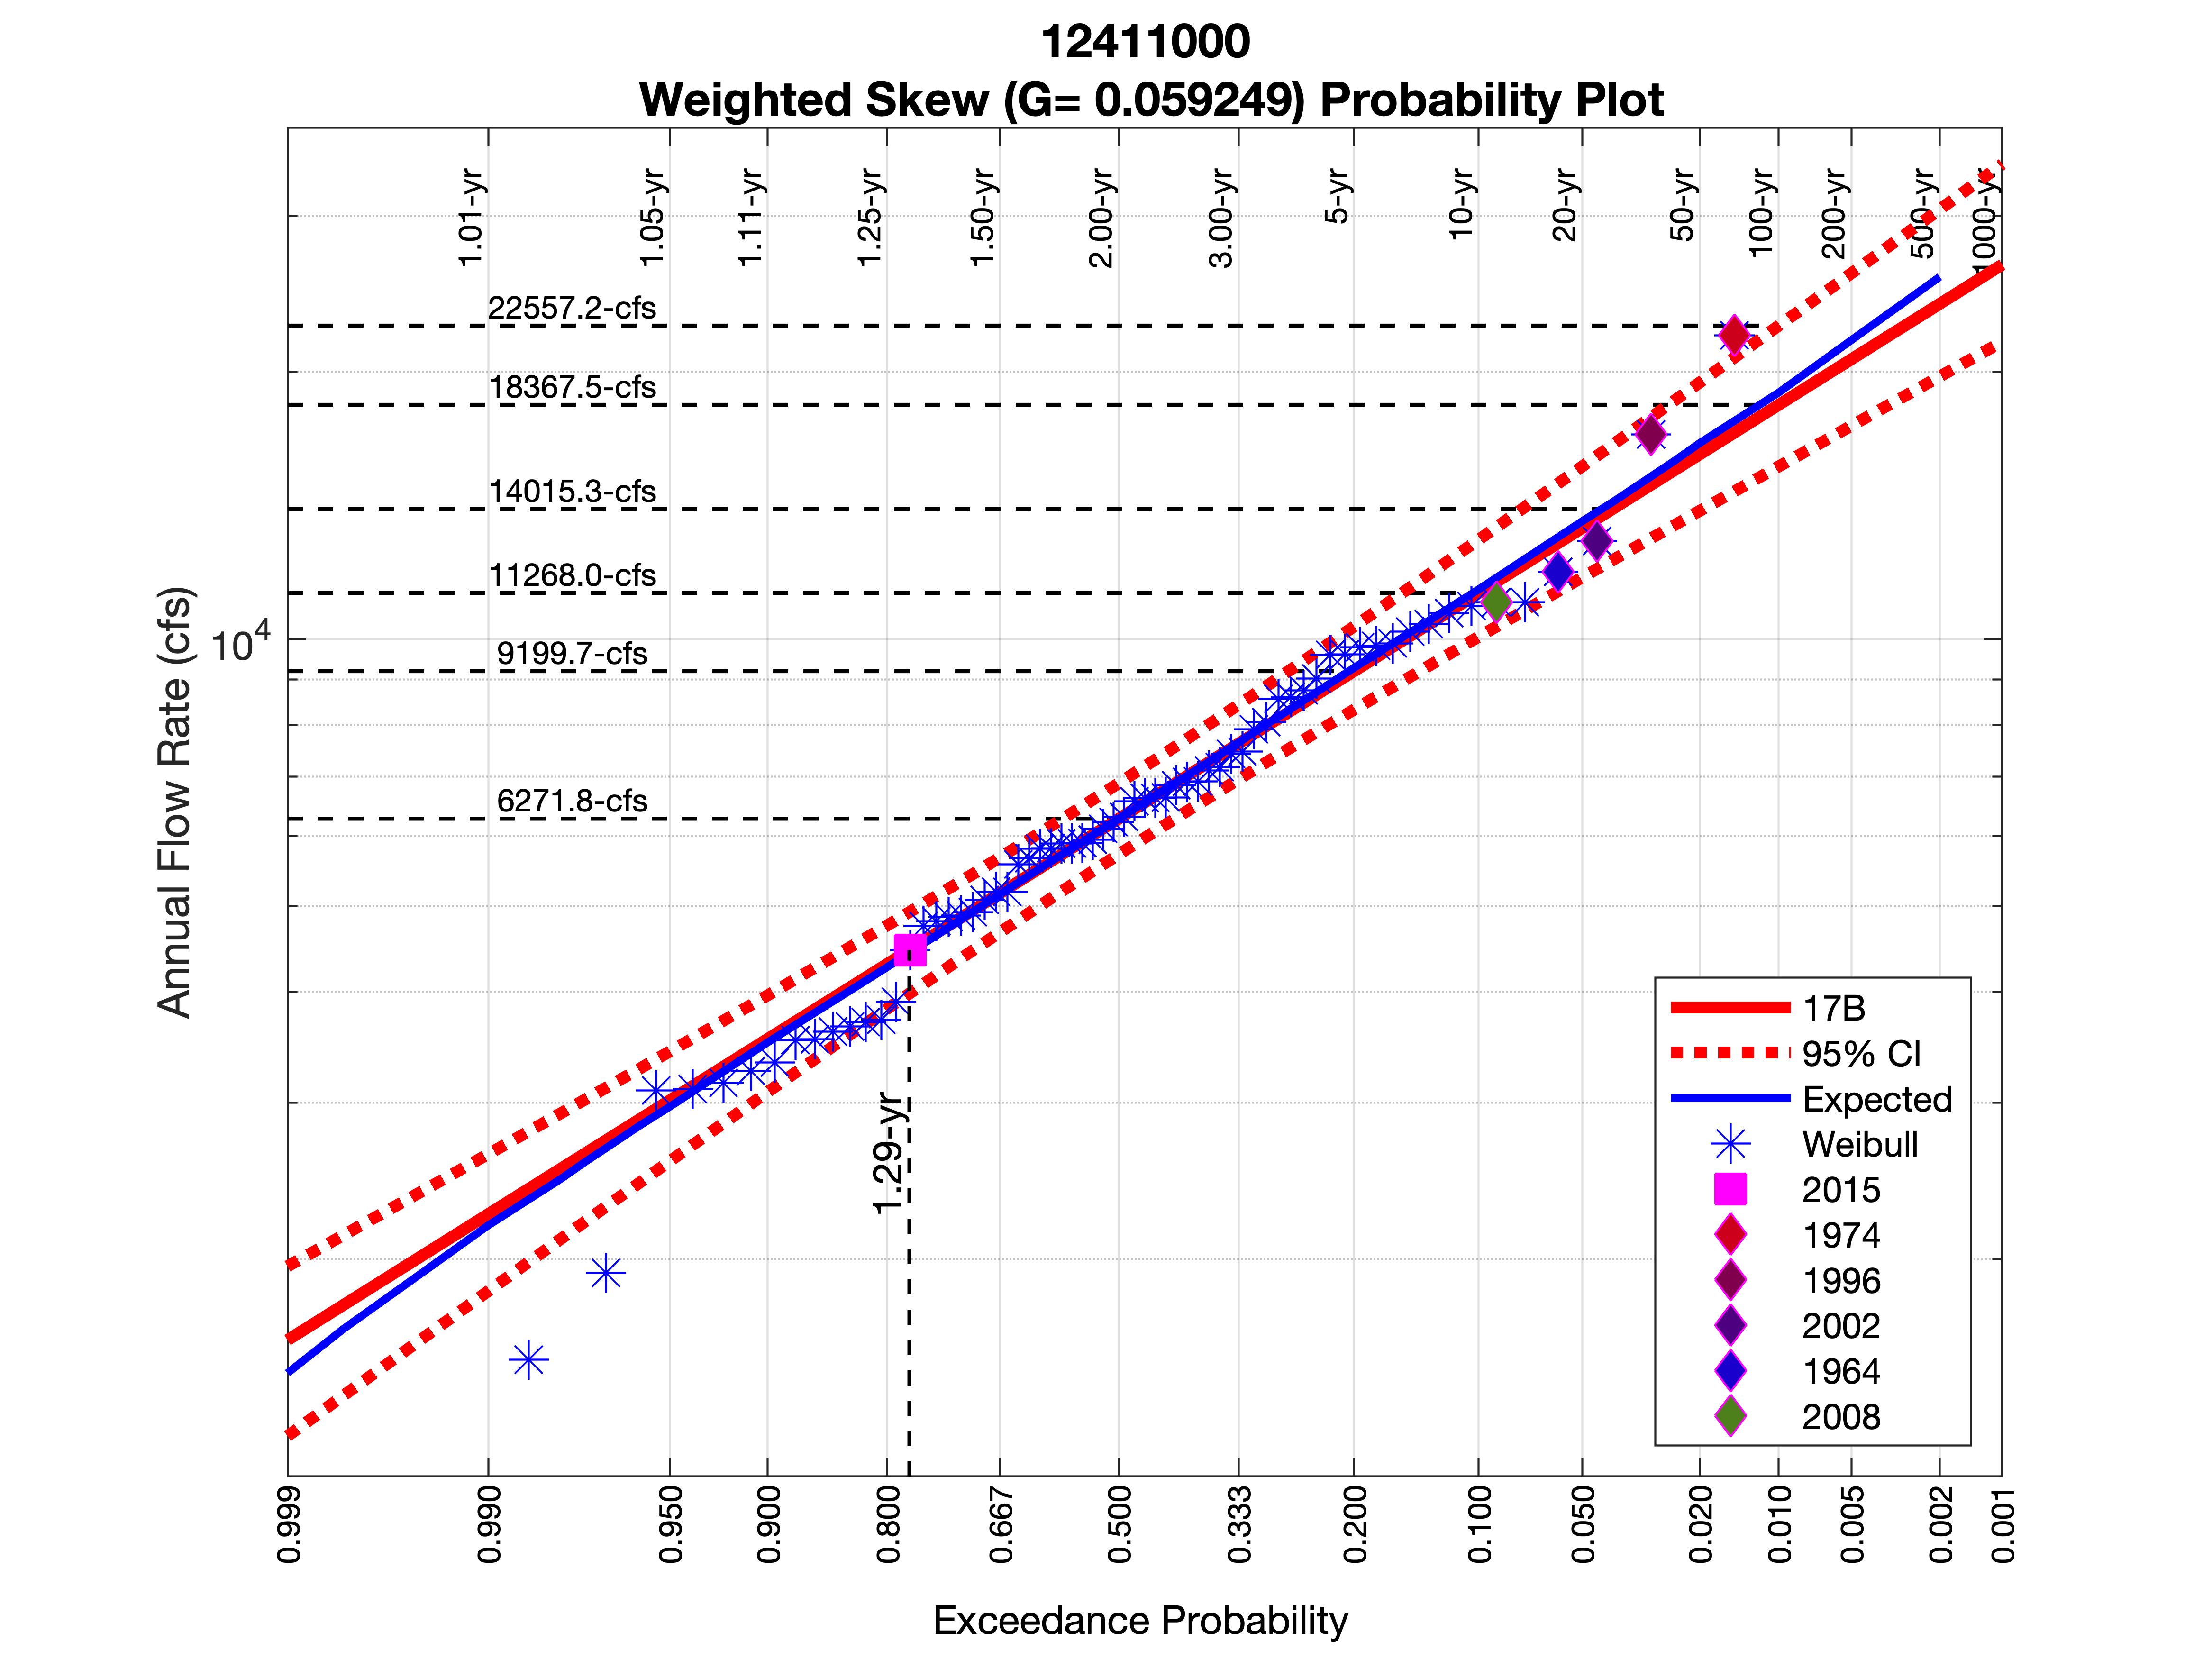 12411000
Weighted Skew (G= 0.059249) Probability Plot
1.01-yr
1.05-yr
1.11-yr
1.25-yr
1.50-yr
2.00-yr
3.00-yr
5-yr
10-yr
20-yr
50-yr
100-yr
200-yr
500-yr
1000-yr
22557.2-cfs
18367.5-cfs
14015.3-cfs
11268.0-cfs
9199.7-cfs
6271.8-cfs
Annual Flow Rate (cfs)
10⁴
1.29-yr
17B
95% CI
Expected
Weibull
2015
1974
1996
2002
1964
2008
0.999
0.990
0.950
0.900
0.800
0.667
0.500
0.333
0.200
0.100
0.050
0.020
0.010
0.005
0.002
0.001
Exceedance Probability